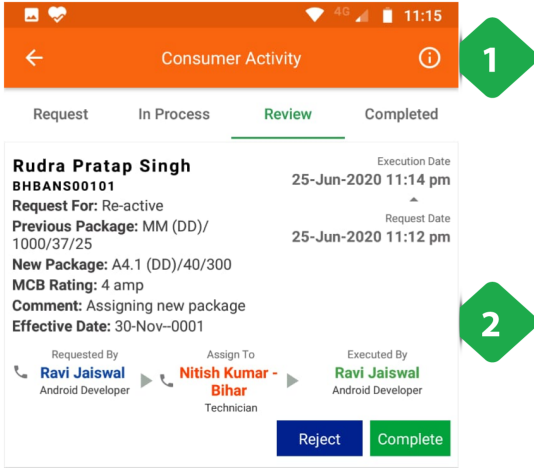 4G 11:15
Consumer Activity
1
Request In Process Review Completed
Rudra Pratap Singh
Execution Date
BHBANS00101
25-Jun-2020 11:14 pm
Request For: Re-active
Previous Package: MM (DD)/
Request Date
1000/37/25
25-Jun-2020 11:12 pm
New Package: A4.1 (DD)/40/300
MCB Rating: 4 amp
Comment: Assigning new package
Effective Date: 30-Nov--0001
2
Requested By Assign To Executed By
Ravi Jaiswal Nitish Kumar - Ravi Jaiswal
Android Developer Bihar Android Developer
Technician
Reject Complete